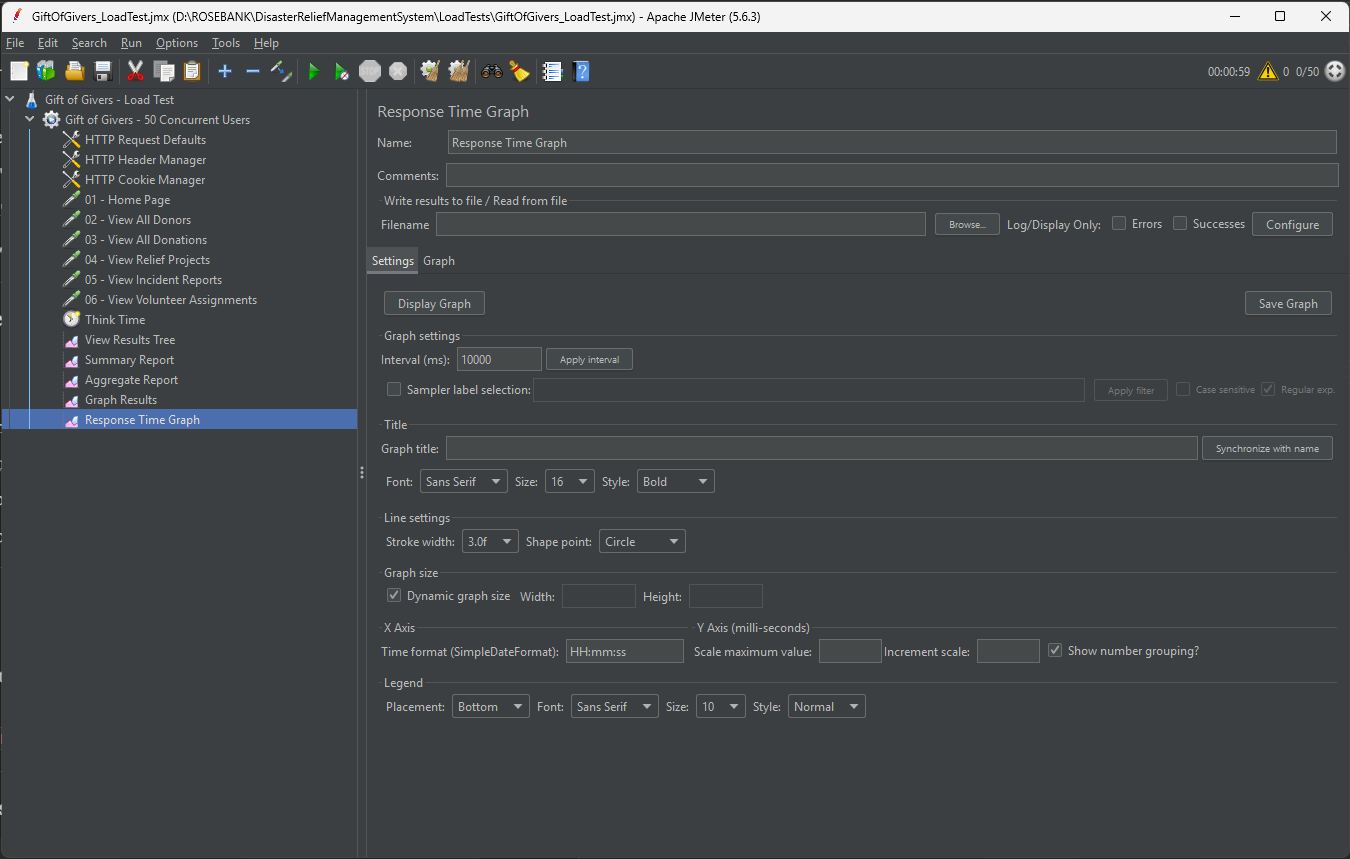 GiftOfGivers_LoadTest.jmx (D:\ROSEBANK\DisasterReliefManagementSystem\LoadTests\GiftOfGivers_LoadTest.jmx) - Apache JMeter (5.6.3)
File Edit Search Run Options Tools Help
STOP 00:00:59 0 0/50
Gift of Givers - Load Test
Gift of Givers - 50 Concurrent Users
HTTP Request Defaults
HTTP Header Manager
HTTP Cookie Manager
01 - Home Page
02 - View All Donors
03 - View All Donations
04 - View Relief Projects
05 - View Incident Reports
06 - View Volunteer Assignments
Think Time
View Results Tree
Summary Report
Aggregate Report
Graph Results
Response Time Graph
Response Time Graph
Name: Response Time Graph
Comments:
Write results to file / Read from file
Filename Browse... Log/Display Only: Errors Successes Configure
Settings Graph
Display Graph Save Graph
Graph settings
Interval (ms): 10000 Apply interval
Sampler label selection: Apply filter Case sensitive Regular exp.
Title
Graph title: Synchronize with name
Font: Sans Serif Size: 16 Style: Bold
Line settings
Stroke width: 3.0f Shape point: Circle
Graph size
Dynamic graph size Width: Height:
X Axis Y Axis (milli-seconds)
Time format (SimpleDateFormat): HH:mm:ss Scale maximum value: Increment scale: Show number grouping?
Legend
Placement: Bottom Font: Sans Serif Size: 10 Style: Normal